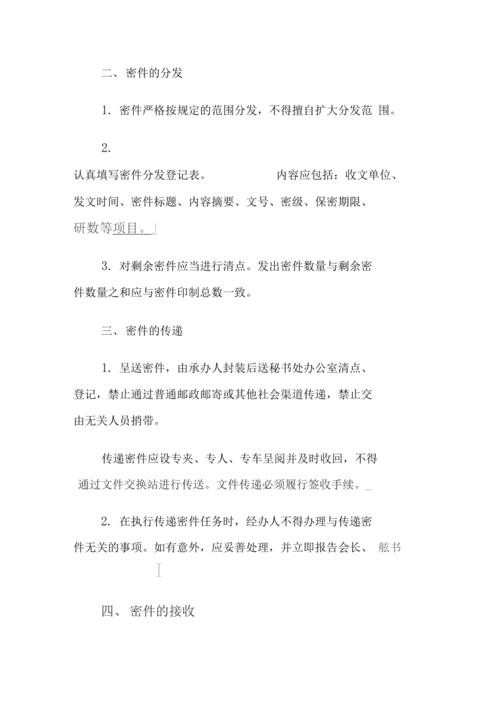 二、 密件的分发
1. 密件严格按规定的范围分发，不得擅自扩大分发范 围。
2.
认真填写密件分发登记表。 内容应包括：收文单位、
发文时间、密件标题、内容摘要、文号、密级、保密期限、
研数等项目。
3. 对剩余密件应当进行清点。发出密件数量与剩余密
件数量之和应与密件印制总数一致。
三、 密件的传递
1. 呈送密件，由承办人封装后送秘书处办公室清点、
登记，禁止通过普通邮政邮寄或其他社会渠道传递，禁止交
由无关人员捎带。
传递密件应设专夹、专人、专车呈阅并及时收回，不得
通过文件交换站进行传送。文件传递必须履行签收手续。_
2. 在执行传递密件任务时，经办人不得办理与传递密
件无关的事项。如有意外，应妥善处理，并立即报告会长、 舷书
四、 密件的接收